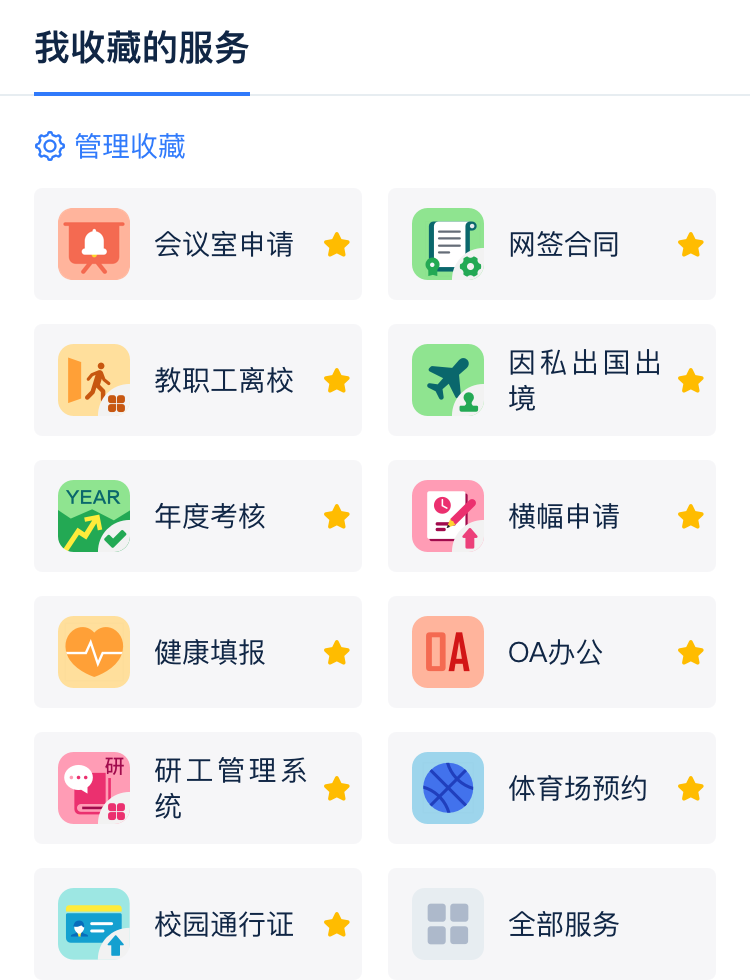 我收藏的服务
管理收藏
会议室申请
网签合同
教职工离校
因私出国出
境
YEAR
年度考核
横幅申请
健康填报
OA
OA办公
研
研工管理系
统
体育场预约
校园通行证
全部服务